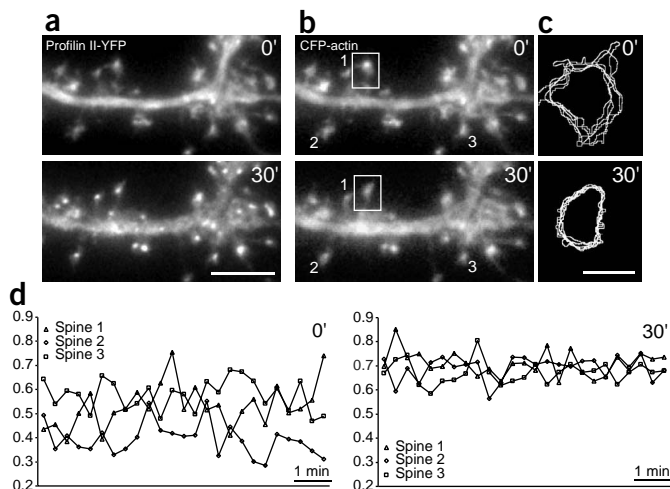 a
b
c
Profilin II-YFP
0'
CFP-actin
0'
0'
1
2
3
30'
30'
30'
1
2
3
d
0.9
0.8
0.7
0.6
0.5
0.4
0.3
0.2
Spine 1
Spine 2
Spine 3
0'
1 min
0.9
0.8
0.7
0.6
0.5
0.4
0.3
0.2
30'
Spine 1
Spine 2
Spine 3
1 min